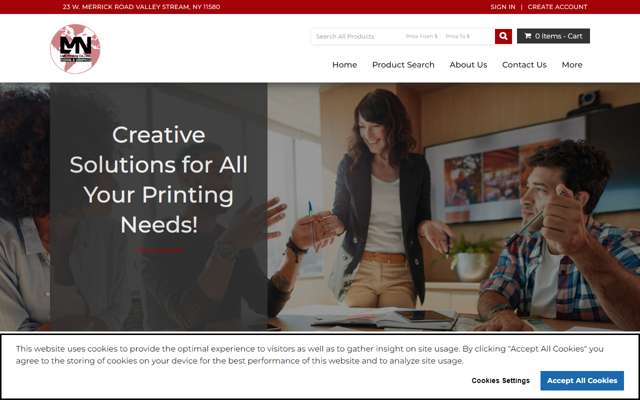 23 W. MERRICK ROAD VALLEY STREAM, NY 11580
SIGN IN | CREATE ACCOUNT
Search All Products Price From $ Price To $
0 items - Cart
Home Product Search About Us Contact Us More
Creative
Solutions for All
Your Printing
Needs!
This website uses cookies to provide the optimal experience to visitors as well as to gather insight on site usage. By clicking "Accept All Cookies" you
agree to the storing of cookies on your device for the best performance of this website and to analyze site usage.
Cookies Settings Accept All Cookies